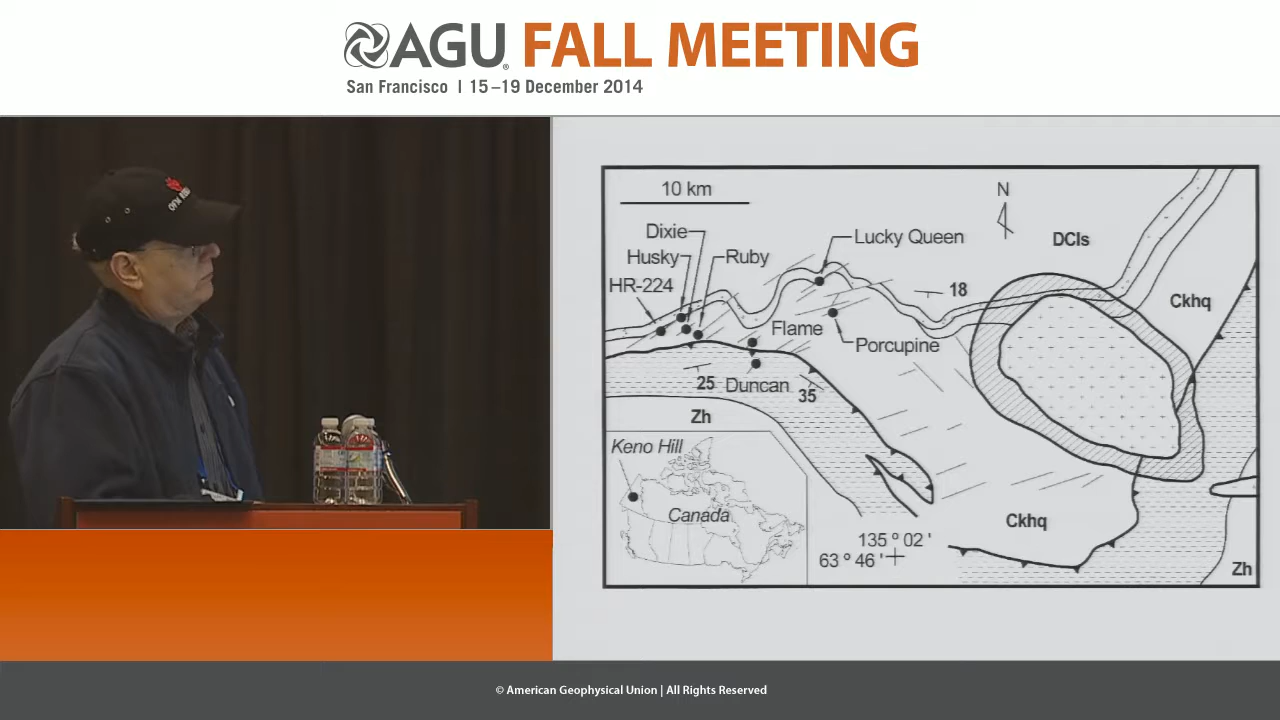 AGU® FALL MEETING
San Francisco | 15–19 December 2014
10 km
N
Dixie
Lucky Queen
DCIs
Husky
Ruby
HR-224
18
Ckhq
Flame
Porcupine
25
Duncan
35
Zh
Keno Hill
Canada
Ckhq
135 º 02 '
63 º 46 '
Zh
© American Geophysical Union | All Rights Reserved